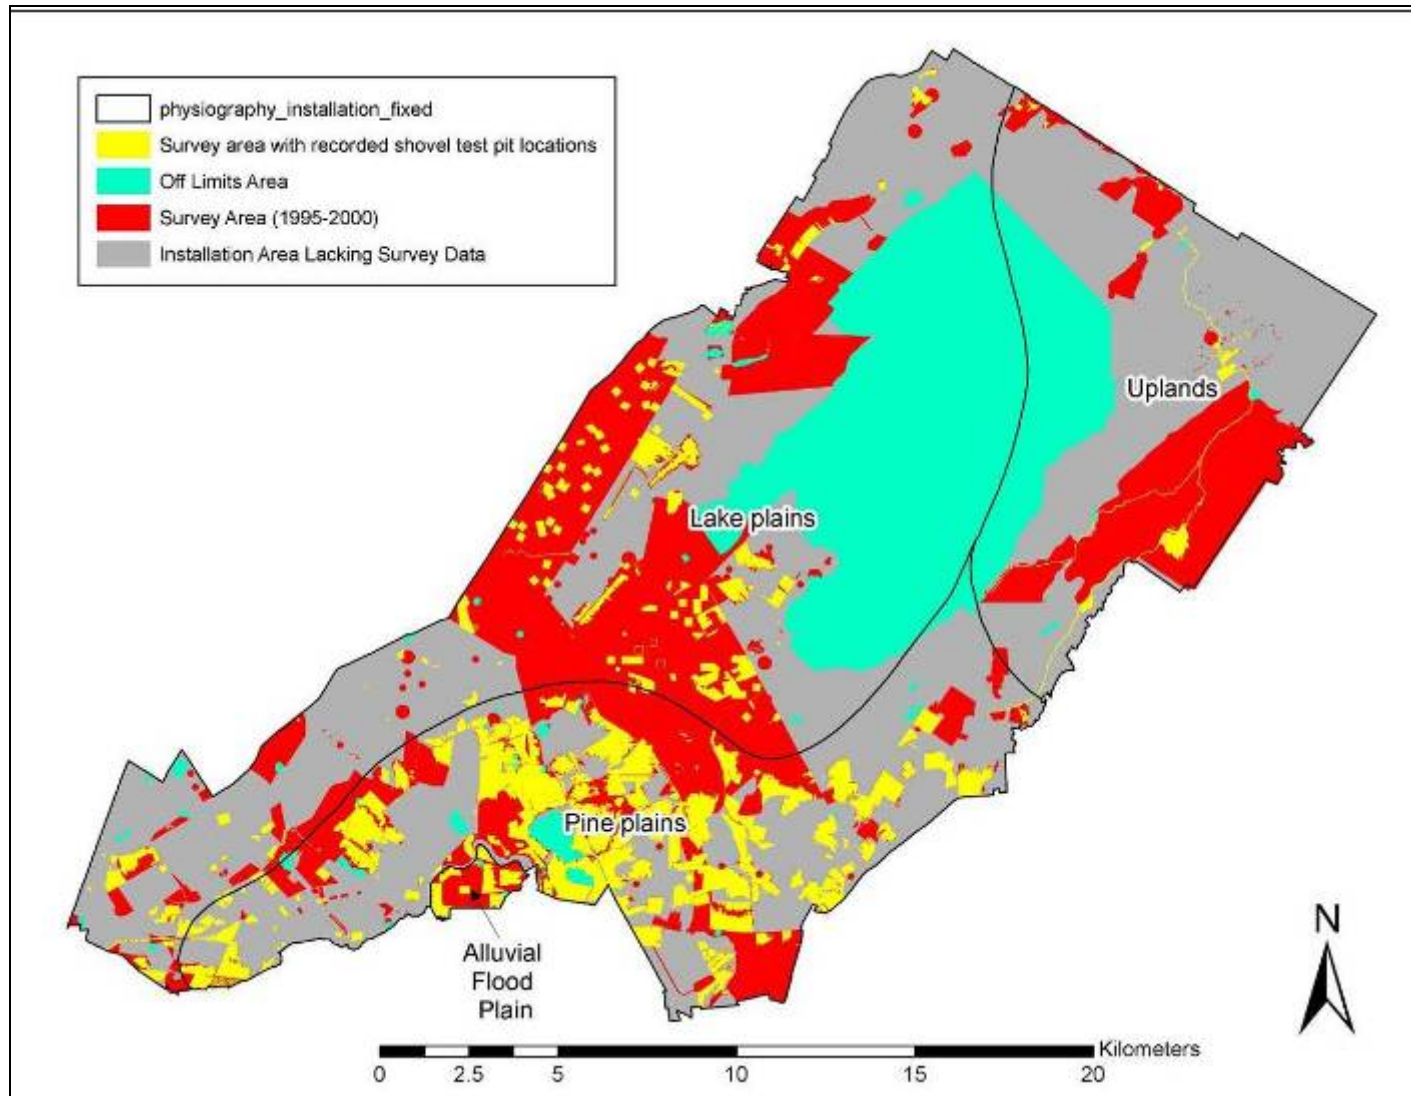 physiography_installation_fixed
Survey area with recorded shovel test pit locations
Off Limits Area
Survey Area (1995-2000)
Installation Area Lacking Survey Data
Uplands
Lake plains
Pine plains
Alluvial
Flood
Plain
N
Kilometers
0 2.5 5 10 15 20